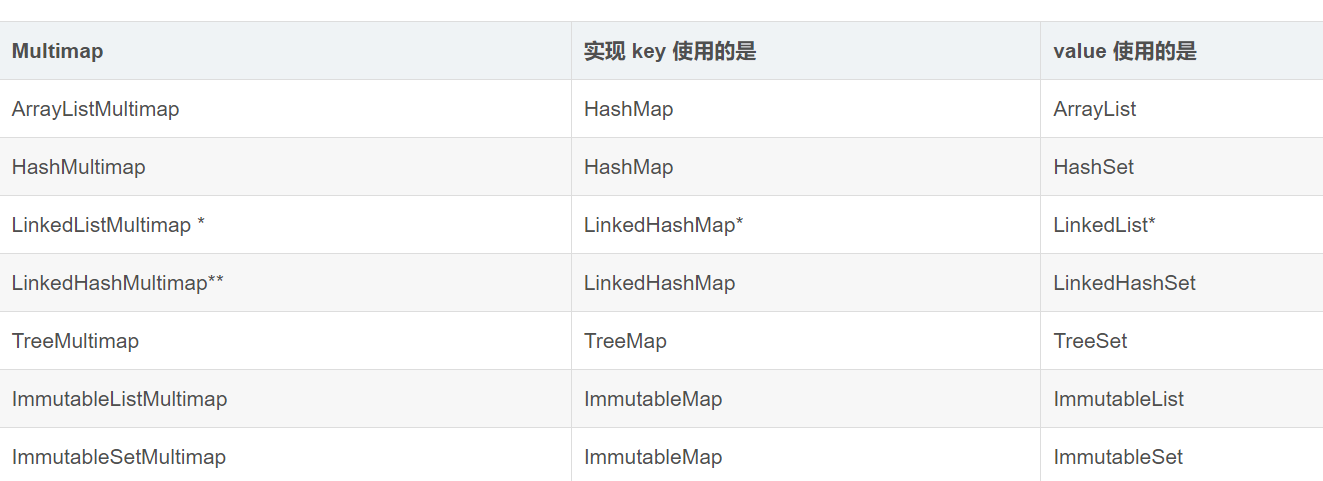 Multimap 实现 key 使用的是 value 使用的是
ArrayListMultimap HashMap ArrayList
HashMultimap HashMap HashSet
LinkedListMultimap * LinkedHashMap* LinkedList*
LinkedHashMultimap** LinkedHashMap LinkedHashSet
TreeMultimap TreeMap TreeSet
ImmutableListMultimap ImmutableMap ImmutableList
ImmutableSetMultimap ImmutableMap ImmutableSet